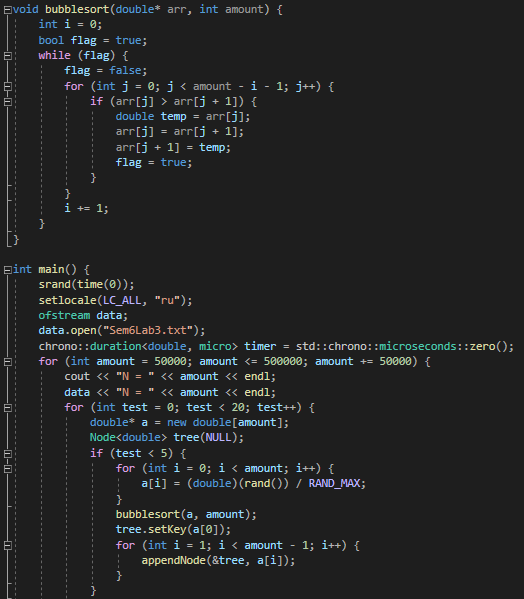 void bubblesort(double* arr, int amount) {
    int i = 0;
    bool flag = true;
    while (flag) {
        flag = false;
        for (int j = 0; j < amount - i - 1; j++) {
            if (arr[j] > arr[j + 1]) {
                double temp = arr[j];
                arr[j] = arr[j + 1];
                arr[j + 1] = temp;
                flag = true;
            }
        }
        i += 1;
    }
}
int main() {
    srand(time(0));
    setlocale(LC_ALL, "ru");
    ofstream data;
    data.open("Sem6Lab3.txt");
    chrono::duration<double, micro> timer = std::chrono::microseconds::zero();
    for (int amount = 50000; amount <= 500000; amount += 50000) {
        cout << "N = " << amount << endl;
        data << "N = " << amount << endl;
        for (int test = 0; test < 20; test++) {
            double* a = new double[amount];
            Node<double> tree(NULL);
            if (test < 5) {
                for (int i = 0; i < amount; i++) {
                    a[i] = (double)(rand()) / RAND_MAX;
                }
                bubblesort(a, amount);
                tree.setKey(a[0]);
                for (int i = 1; i < amount - 1; i++) {
                    appendNode(&tree, a[i]);
                }
            }